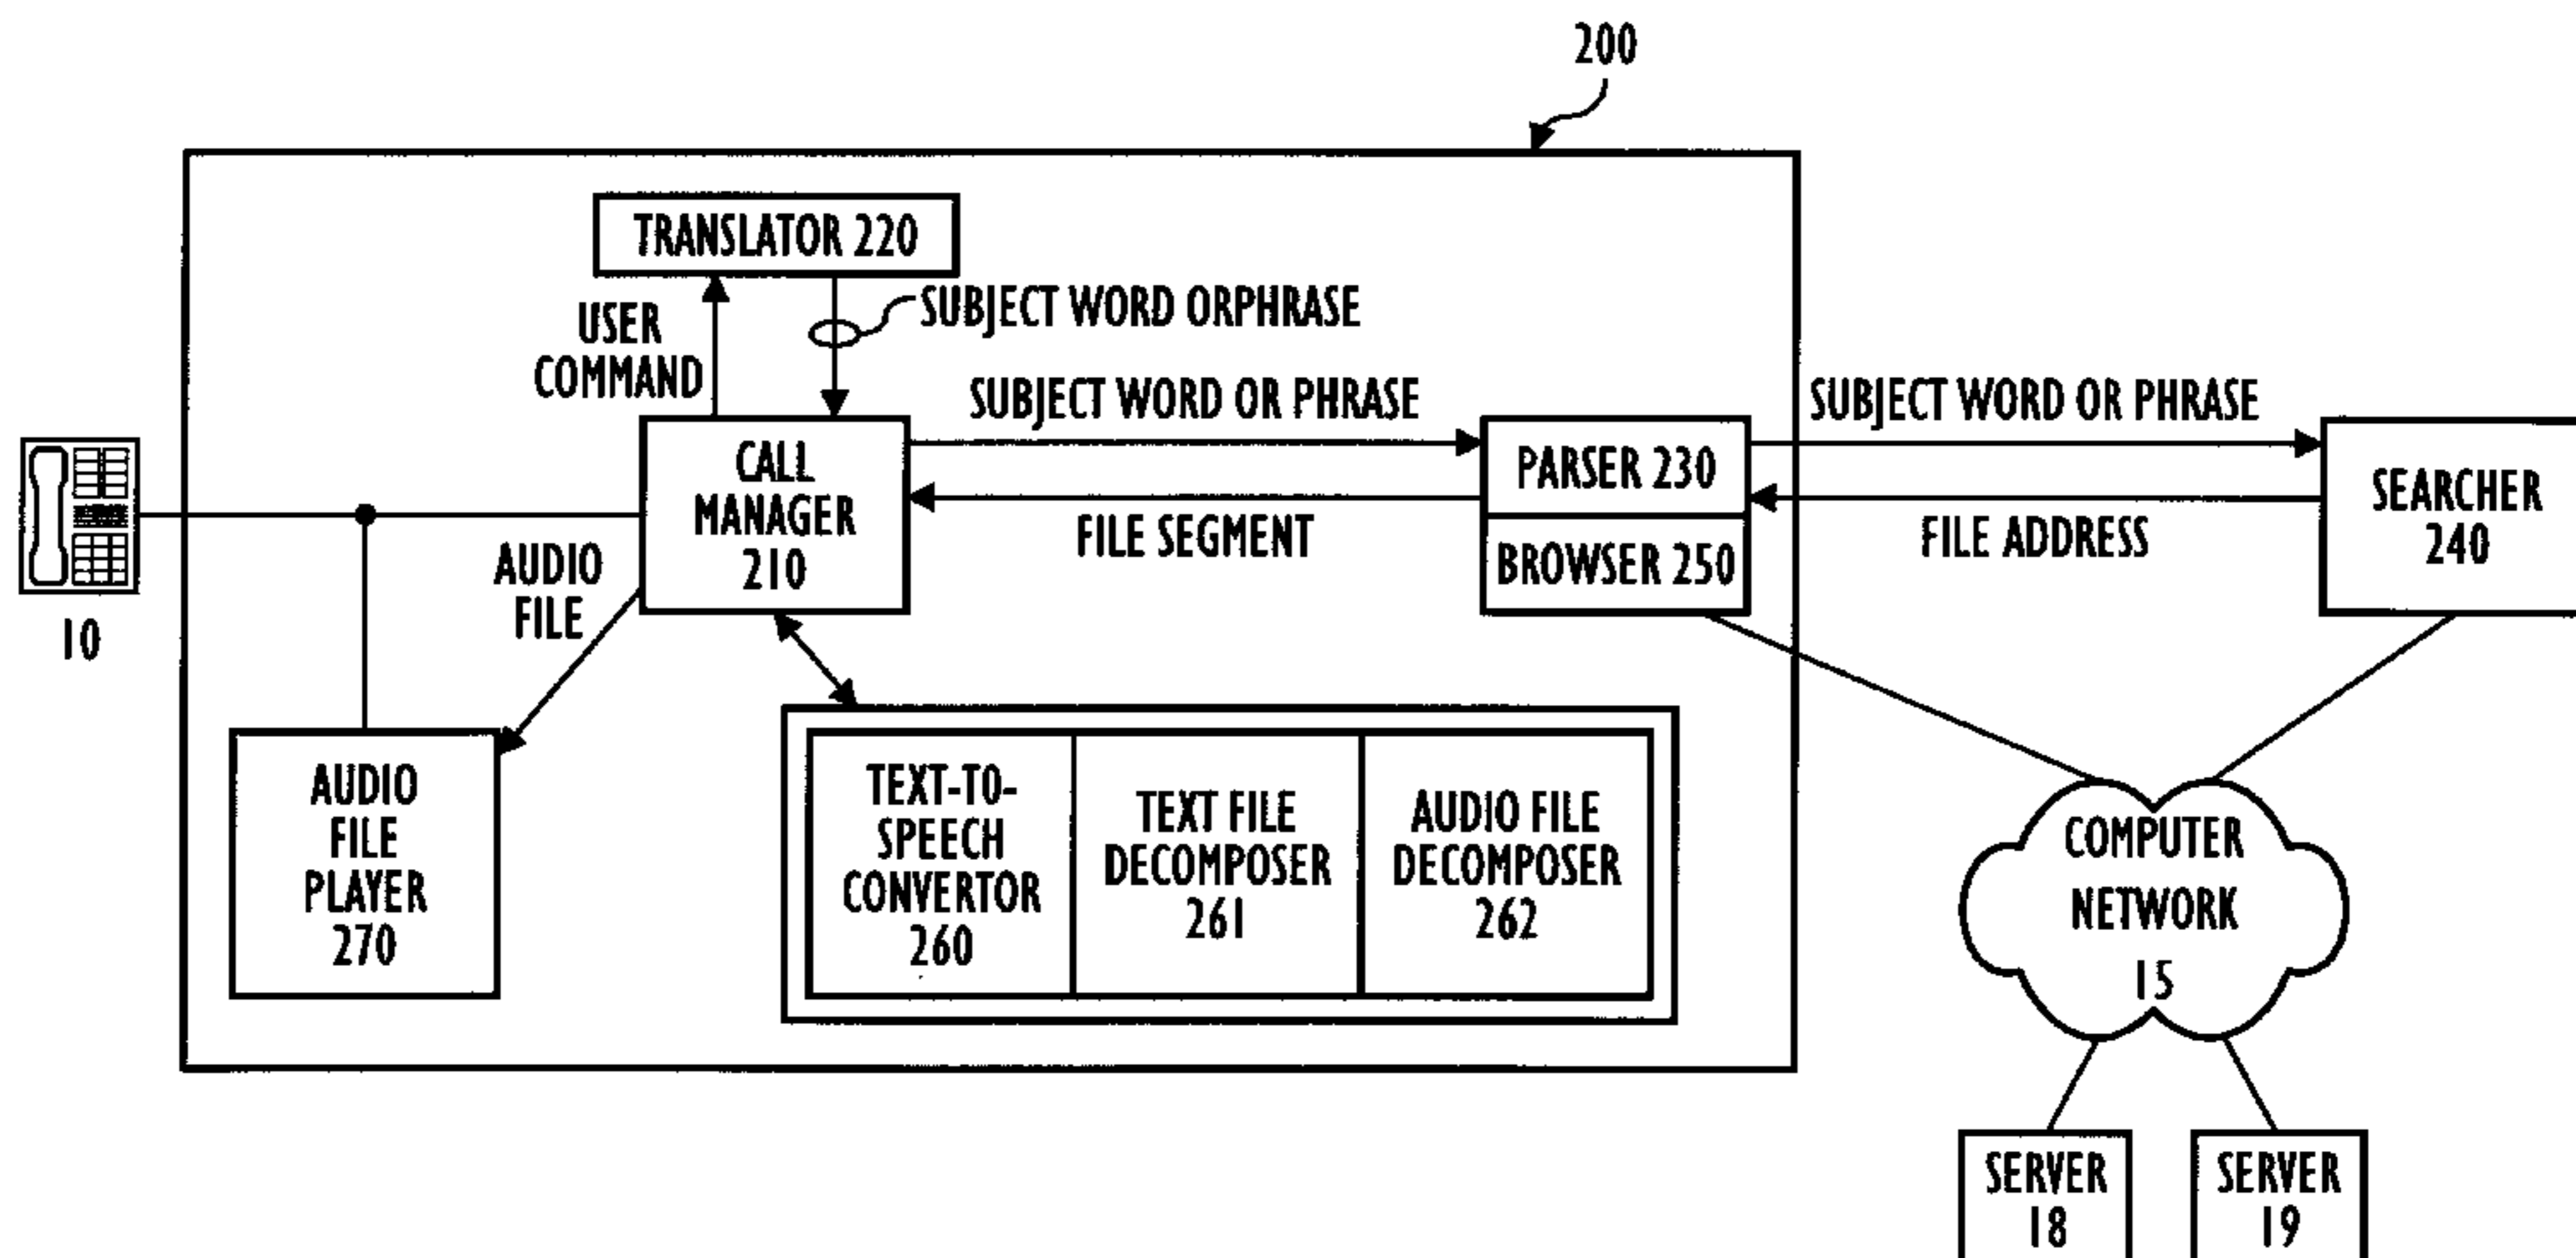 200
TRANSLATOR 220
USER
COMMAND
SUBJECT WORD ORPHRASE
SUBJECT WORD OR PHRASE
SUBJECT WORD OR PHRASE
CALL
MANAGER
210
PARSER 230
BROWSER 250
SEARCHER
240
FILE SEGMENT
FILE ADDRESS
AUDIO
FILE
10
AUDIO
FILE
PLAYER
270
TEXT-TO-
SPEECH
CONVERTOR
260
TEXT FILE
DECOMPOSER
261
AUDIO FILE
DECOMPOSER
262
COMPUTER
NETWORK
15
SERVER
18
SERVER
19